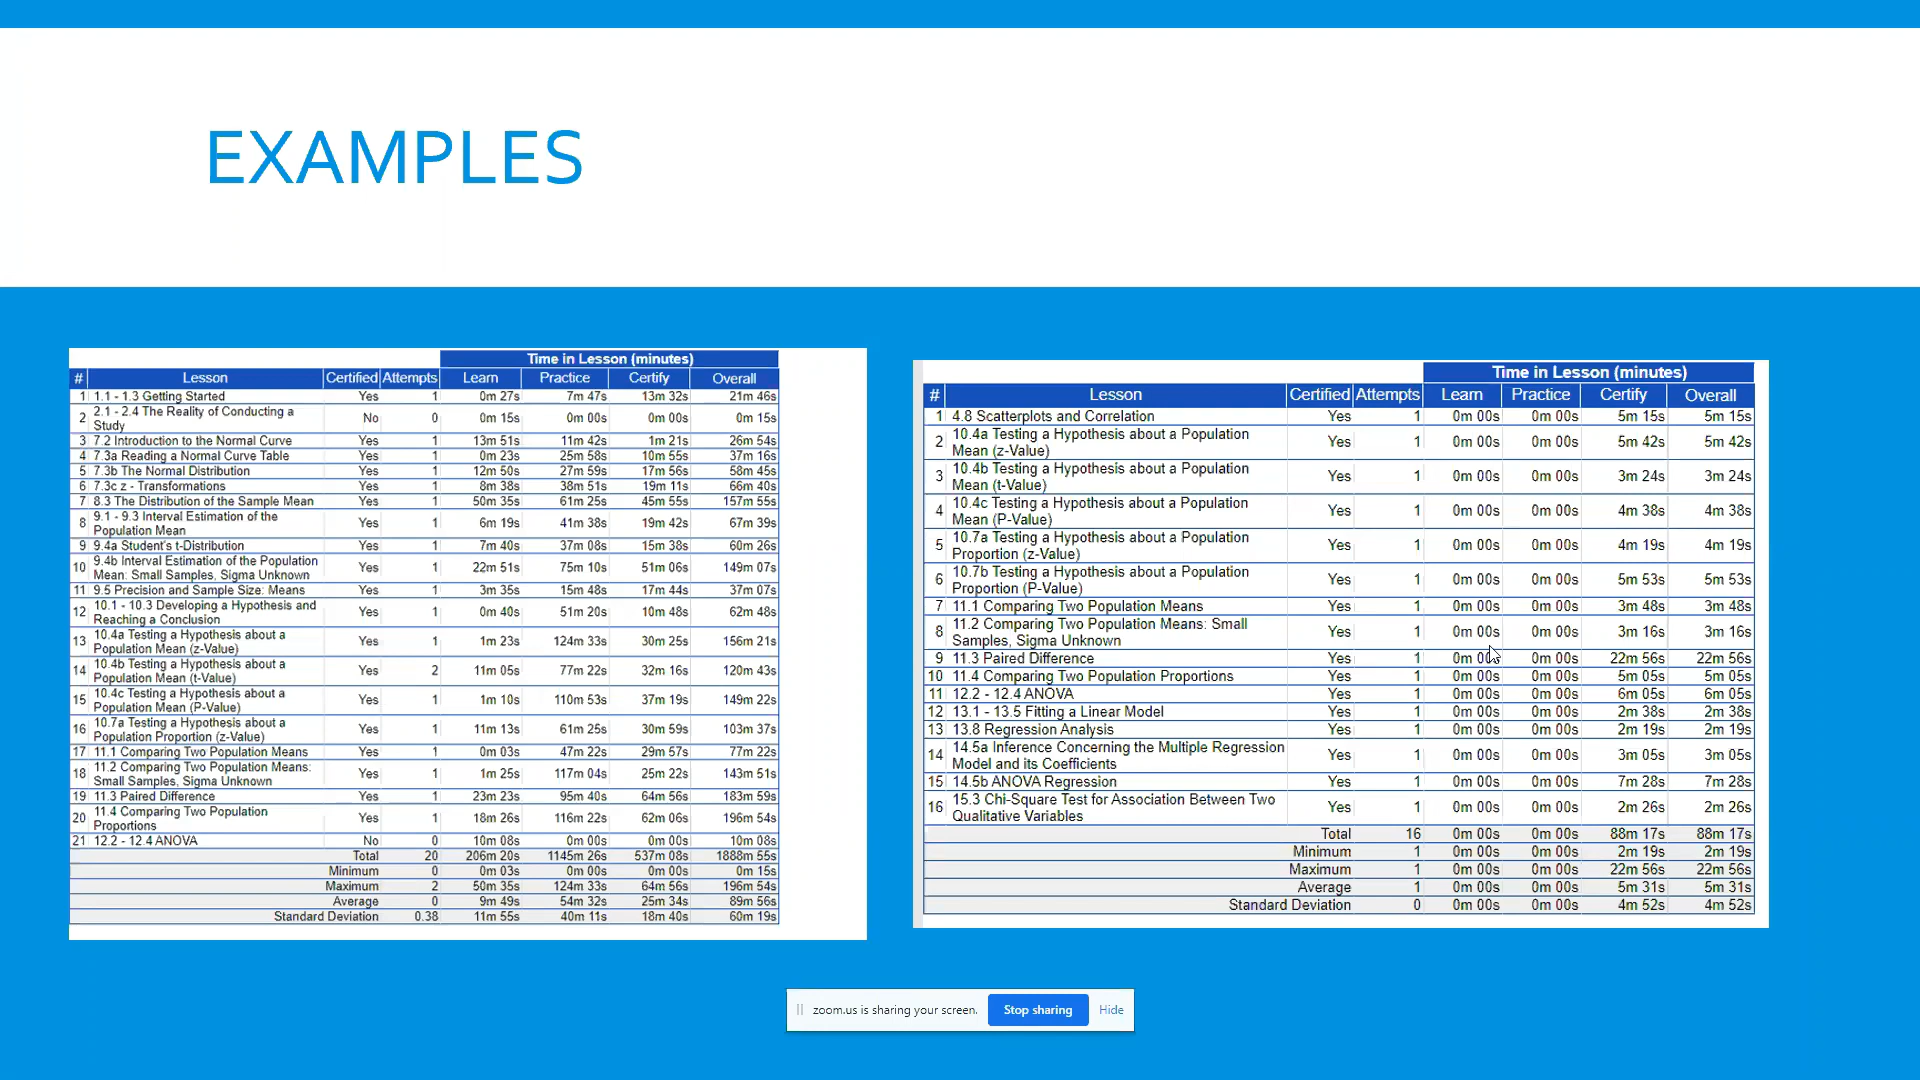 EXAMPLES
Time in Lesson (minutes)
# Lesson Certified Attempts Learn Practice Certify Overall
1 1.1 - 1.3 Getting Started Yes 1 0m 27s 7m 47s 13m 32s 21m 46s
2.1 - 2.4 The Reality of Conducting a
2 Study No 0 0m 15s 0m 00s 0m 00s 0m 15s
3 7.2 Introduction to the Normal Curve Yes 1 13m 51s 11m 42s 1m 21s 26m 54s
4 7.3a Reading a Normal Curve Table Yes 1 0m 23s 25m 58s 10m 55s 37m 16s
5 7.3b The Normal Distribution Yes 1 12m 50s 27m 59s 17m 56s 58m 45s
6 7.3c z - Transformations Yes 1 8m 38s 38m 51s 19m 11s 66m 40s
7 8.3 The Distribution of the Sample Mean Yes 1 50m 35s 61m 25s 45m 55s 157m 55s
9.1 - 9.3 Interval Estimation of the
8 Population Mean Yes 1 6m 19s 41m 38s 19m 42s 67m 39s
9 9.4a Student's t-Distribution Yes 1 7m 40s 37m 08s 15m 38s 60m 26s
9.4b Interval Estimation of the Population
10 Mean: Small Samples, Sigma Unknown Yes 1 22m 51s 75m 10s 51m 06s 149m 07s
11 9.5 Precision and Sample Size: Means Yes 1 3m 35s 15m 48s 17m 44s 37m 07s
10.1 - 10.3 Developing a Hypothesis and
12 Reaching a Conclusion Yes 1 0m 40s 51m 20s 10m 48s 62m 48s
10.4a Testing a Hypothesis about a
13 Population Mean (z-Value) Yes 1 1m 23s 124m 33s 30m 25s 156m 21s
10.4b Testing a Hypothesis about a
14 Population Mean (t-Value) Yes 2 11m 05s 77m 22s 32m 16s 120m 43s
10.4c Testing a Hypothesis about a
15 Population Mean (P-Value) Yes 1 1m 10s 110m 53s 37m 19s 149m 22s
10.7a Testing a Hypothesis about a
16 Population Proportion (z-Value) Yes 1 11m 13s 61m 25s 30m 59s 103m 37s
17 11.1 Comparing Two Population Means Yes 1 0m 03s 47m 22s 29m 57s 77m 22s
11.2 Comparing Two Population Means:
18 Small Samples, Sigma Unknown Yes 1 1m 25s 117m 04s 25m 22s 143m 51s
19 11.3 Paired Difference Yes 1 23m 23s 95m 40s 64m 56s 183m 59s
11.4 Comparing Two Population
20 Proportions Yes 1 18m 26s 116m 22s 62m 06s 196m 54s
21 12.2 - 12.4 ANOVA No 0 10m 08s 0m 00s 0m 00s 10m 08s
Total 20 206m 20s 1145m 26s 537m 08s 1888m 55s
Minimum 0 0m 03s 0m 00s 0m 00s 0m 15s
Maximum 2 50m 35s 124m 33s 64m 56s 196m 54s
Average 0 9m 49s 54m 32s 25m 34s 89m 56s
Standard Deviation 0.38 11m 55s 40m 11s 18m 40s 60m 19s
Time in Lesson (minutes)
# Lesson Certified Attempts Learn Practice Certify Overall
1 4.8 Scatterplots and Correlation Yes 1 0m 00s 0m 00s 5m 15s 5m 15s
10.4a Testing a Hypothesis about a Population
2 Mean (z-Value) Yes 1 0m 00s 0m 00s 5m 42s 5m 42s
10.4b Testing a Hypothesis about a Population
3 Mean (t-Value) Yes 1 0m 00s 0m 00s 3m 24s 3m 24s
10.4c Testing a Hypothesis about a Population
4 Mean (P-Value) Yes 1 0m 00s 0m 00s 4m 38s 4m 38s
10.7a Testing a Hypothesis about a Population
5 Proportion (z-Value) Yes 1 0m 00s 0m 00s 4m 19s 4m 19s
10.7b Testing a Hypothesis about a Population
6 Proportion (P-Value) Yes 1 0m 00s 0m 00s 5m 53s 5m 53s
7 11.1 Comparing Two Population Means Yes 1 0m 00s 0m 00s 3m 48s 3m 48s
11.2 Comparing Two Population Means: Small
8 Samples, Sigma Unknown Yes 1 0m 00s 0m 00s 3m 16s 3m 16s
9 11.3 Paired Difference Yes 1 0m 00s 0m 00s 22m 56s 22m 56s
10 11.4 Comparing Two Population Proportions Yes 1 0m 00s 0m 00s 5m 05s 5m 05s
11 12.2 - 12.4 ANOVA Yes 1 0m 00s 0m 00s 6m 05s 6m 05s
12 13.1 - 13.5 Fitting a Linear Model Yes 1 0m 00s 0m 00s 2m 38s 2m 38s
13 13.8 Regression Analysis Yes 1 0m 00s 0m 00s 2m 19s 2m 19s
14.5a Inference Concerning the Multiple Regression
14 Model and its Coefficients Yes 1 0m 00s 0m 00s 3m 05s 3m 05s
15 14.5b ANOVA Regression Yes 1 0m 00s 0m 00s 7m 28s 7m 28s
15.3 Chi-Square Test for Association Between Two
16 Qualitative Variables Yes 1 0m 00s 0m 00s 2m 26s 2m 26s
Total 16 0m 00s 0m 00s 88m 17s 88m 17s
Minimum 1 0m 00s 0m 00s 2m 19s 2m 19s
Maximum 1 0m 00s 0m 00s 22m 56s 22m 56s
Average 1 0m 00s 0m 00s 5m 31s 5m 31s
Standard Deviation 0 0m 00s 0m 00s 4m 52s 4m 52s
zoom.us is sharing your screen. Stop sharing Hide